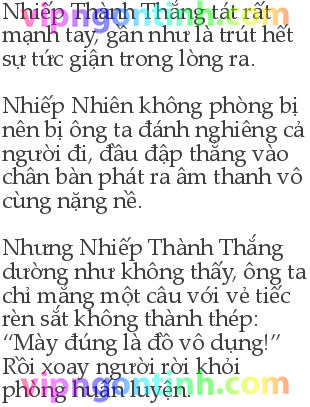 Nhiếp Thành Thắng tát rất
mạnh tay, gần như là trút hết
sự tức giận trong lòng ra.
Nhiếp Nhiên không phòng bị
nên bị ông ta đánh nghiêng cả
người đi, đầu đập thẳng vào
chân bàn phát ra âm thanh vô
cùng nặng nề.
Nhưng Nhiếp Thành Thắng
dường như không thấy, ông ta
chỉ mắng một câu với vẻ tiếc
rèn sắt không thành thép:
“Mày đúng là đồ vô dụng!”
Rồi xoay người rời khỏi
phòng huấn luyện.
vipngontinh.com
vipngontinh.com